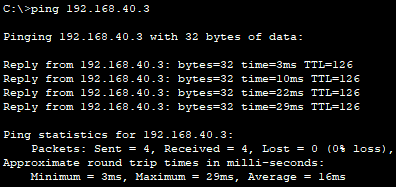 C:\>ping 192.168.40.3
Pinging 192.168.40.3 with 32 bytes of data:
Reply from 192.168.40.3: bytes=32 time=3ms TTL=126
Reply from 192.168.40.3: bytes=32 time=10ms TTL=126
Reply from 192.168.40.3: bytes=32 time=22ms TTL=126
Reply from 192.168.40.3: bytes=32 time=29ms TTL=126
Ping statistics for 192.168.40.3:
    Packets: Sent = 4, Received = 4, Lost = 0 (0% loss),
Approximate round trip times in milli-seconds:
    Minimum = 3ms, Maximum = 29ms, Average = 16ms